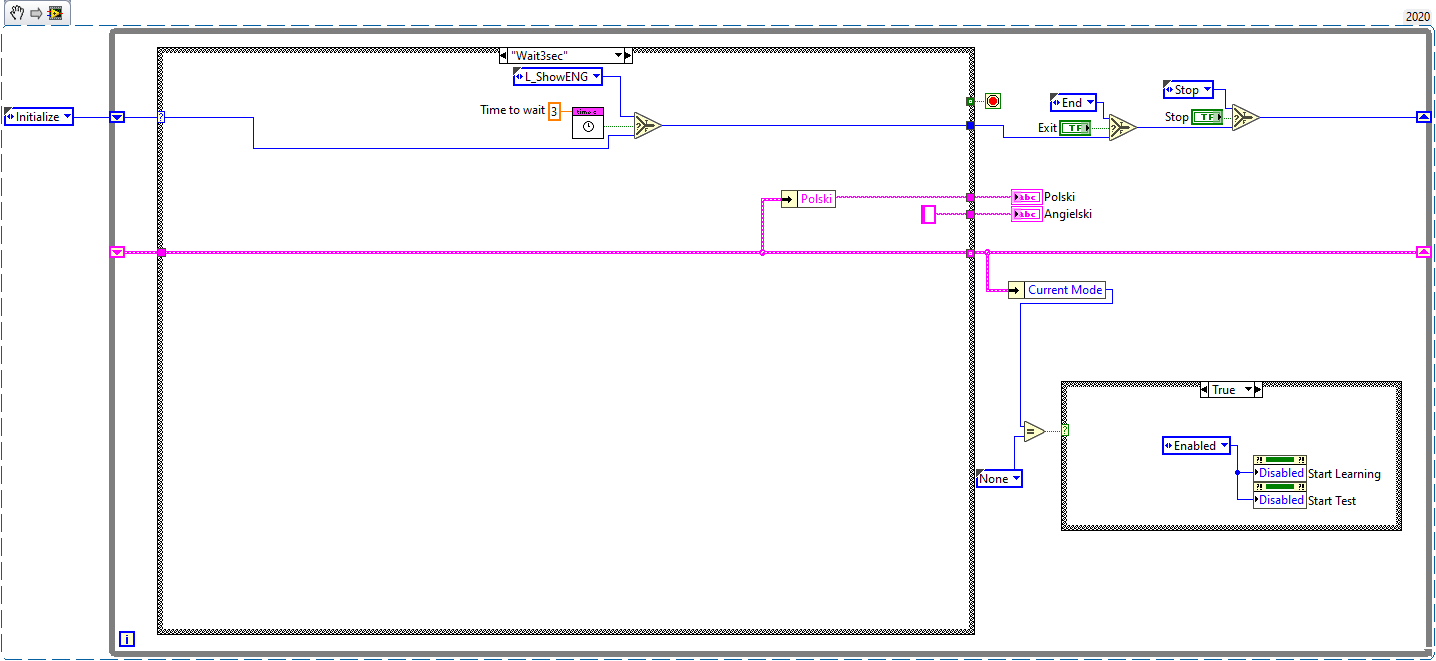 2020
"Wait3sec"
L_ShowENG
Time to wait 3
Initialize
?
End
Exit TF
Stop
Stop TF
Polski
abc Polski
abc Angielski
Current Mode
True
=
?
None
Enabled
Disabled Start Learning
Disabled Start Test
i